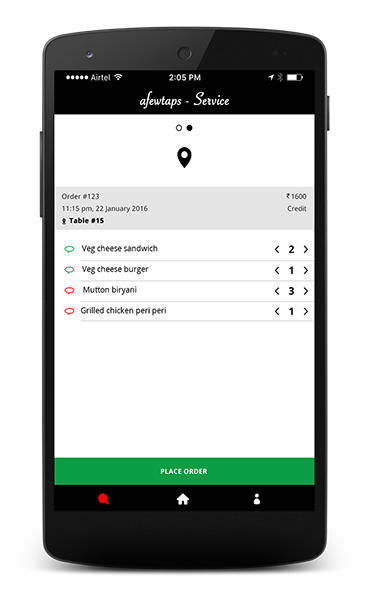 Airtel 2:05 PM
afewtaps - Service
Order #123 ₹1600
11:15 pm, 22 January 2016 Credit
Table #15
Veg cheese sandwich 2
Veg cheese burger 1
Mutton biryani 3
Grilled chicken peri peri 1
PLACE ORDER